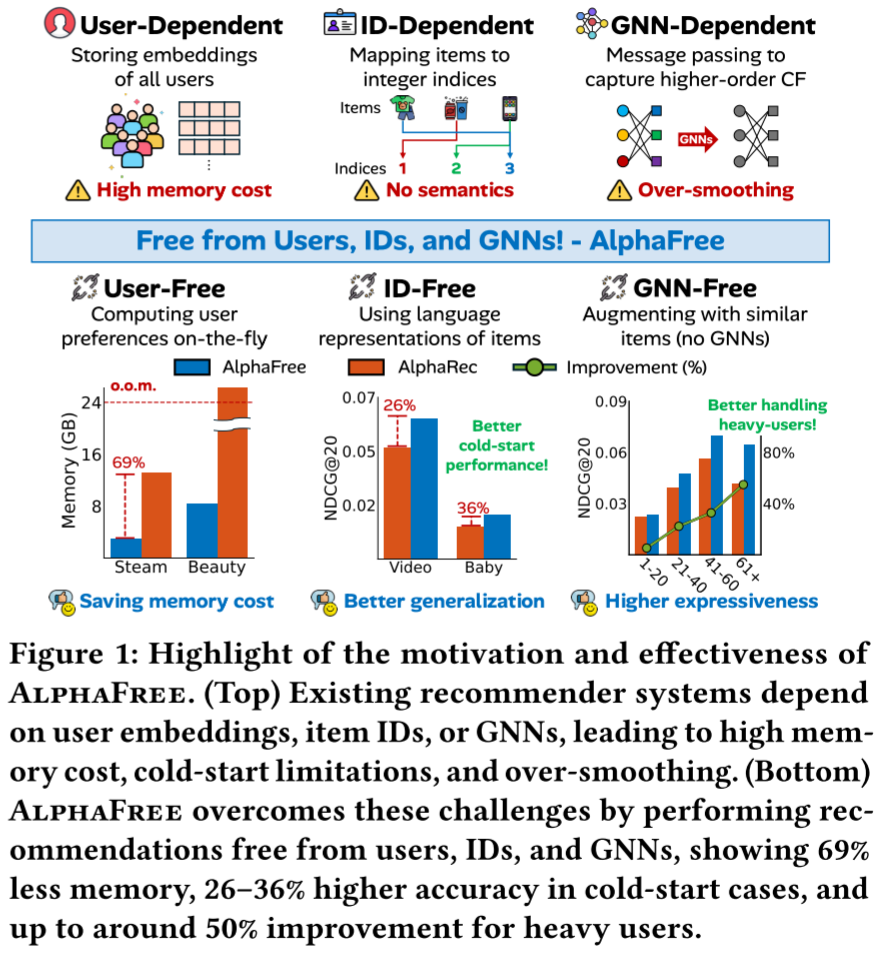 User-Dependent
Storing embeddings
of all users
High memory cost
ID-Dependent
Mapping items to
integer indices
Items
Indices 1 2 3
No semantics
GNN-Dependent
Message passing to
capture higher-order CF
GNNs
Over-smoothing
Free from Users, IDs, and GNNs! - AlphaFree
User-Free
Computing user
preferences on-the-fly
ID-Free
Using language
representations of items
GNN-Free
Augmenting with similar
items (no GNNs)
AlphaFree AlphaRec Improvement (%)
o.o.m.
24
16
8
Memory (GB)
69%
Steam Beauty
Saving memory cost
0.07
0.05
0.02
NDCG@20
26%
36%
Better
cold-start
performance!
Video Baby
Better generalization
0.09
0.06
0.03
NDCG@20
Better handling
heavy-users!
80%
40%
1-20 21-40 41-60 61+
Higher expressiveness
Figure 1: Highlight of the motivation and effectiveness of
AlphaFree. (Top) Existing recommender systems depend
on user embeddings, item IDs, or GNNs, leading to high mem-
ory cost, cold-start limitations, and over-smoothing. (Bottom)
AlphaFree overcomes these challenges by performing rec-
ommendations free from users, IDs, and GNNs, showing 69%
less memory, 26–36% higher accuracy in cold-start cases, and
up to around 50% improvement for heavy users.